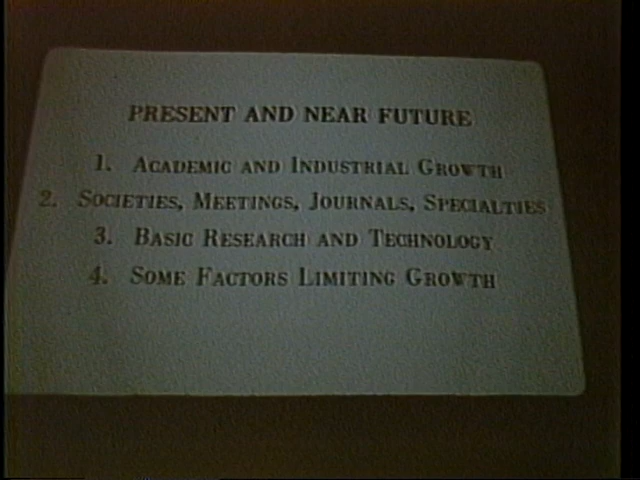 PRESENT AND NEAR FUTURE
1. ACADEMIC AND INDUSTRIAL GROWTH
2. SOCIETIES, MEETINGS, JOURNALS, SPECIALTIES
3. BASIC RESEARCH AND TECHNOLOGY
4. SOME FACTORS LIMITING GROWTH